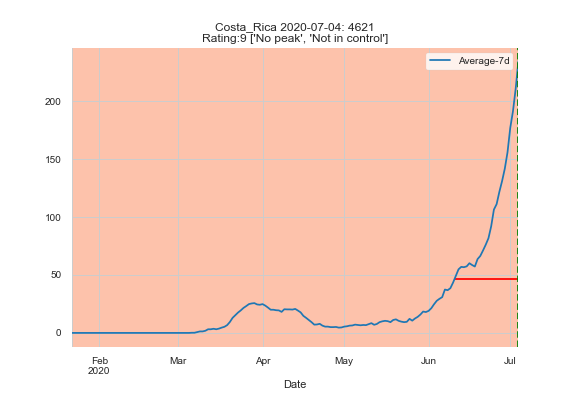 Costa_Rica 2020-07-04: 4621
Rating:9 ['No peak', 'Not in control']
Average-7d
200
150
100
50
0
Feb
2020
Mar
Apr
May
Jun
Jul
Date